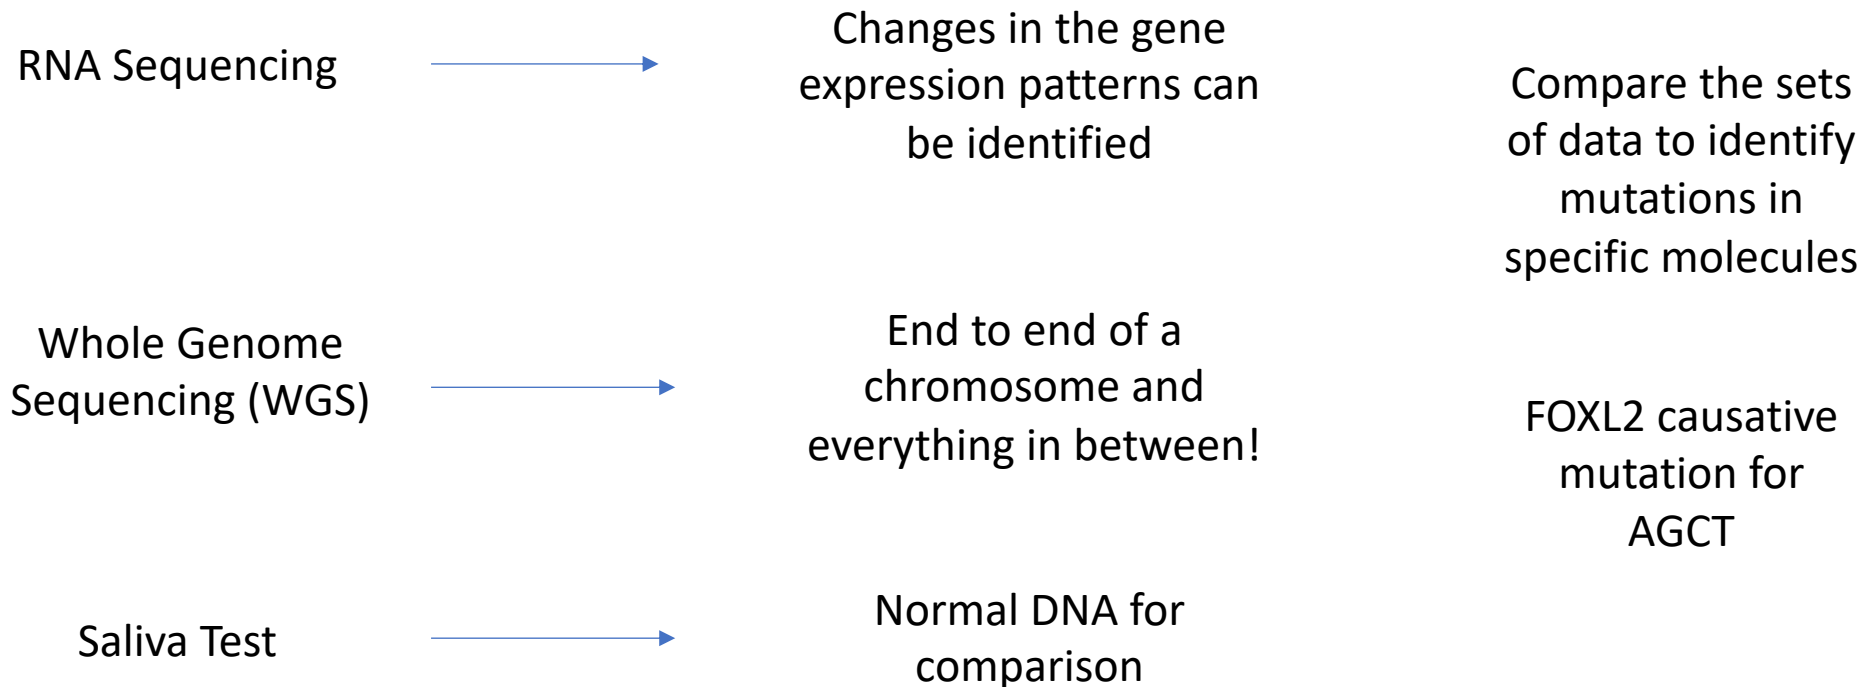 RNA Sequencing
Changes in the gene
expression patterns can
be identified
Whole Genome
Sequencing (WGS)
End to end of a
chromosome and
everything in between!
Saliva Test
Normal DNA for
comparison
Compare the sets
of data to identify
mutations in
specific molecules
FOXL2 causative
mutation for
AGCT